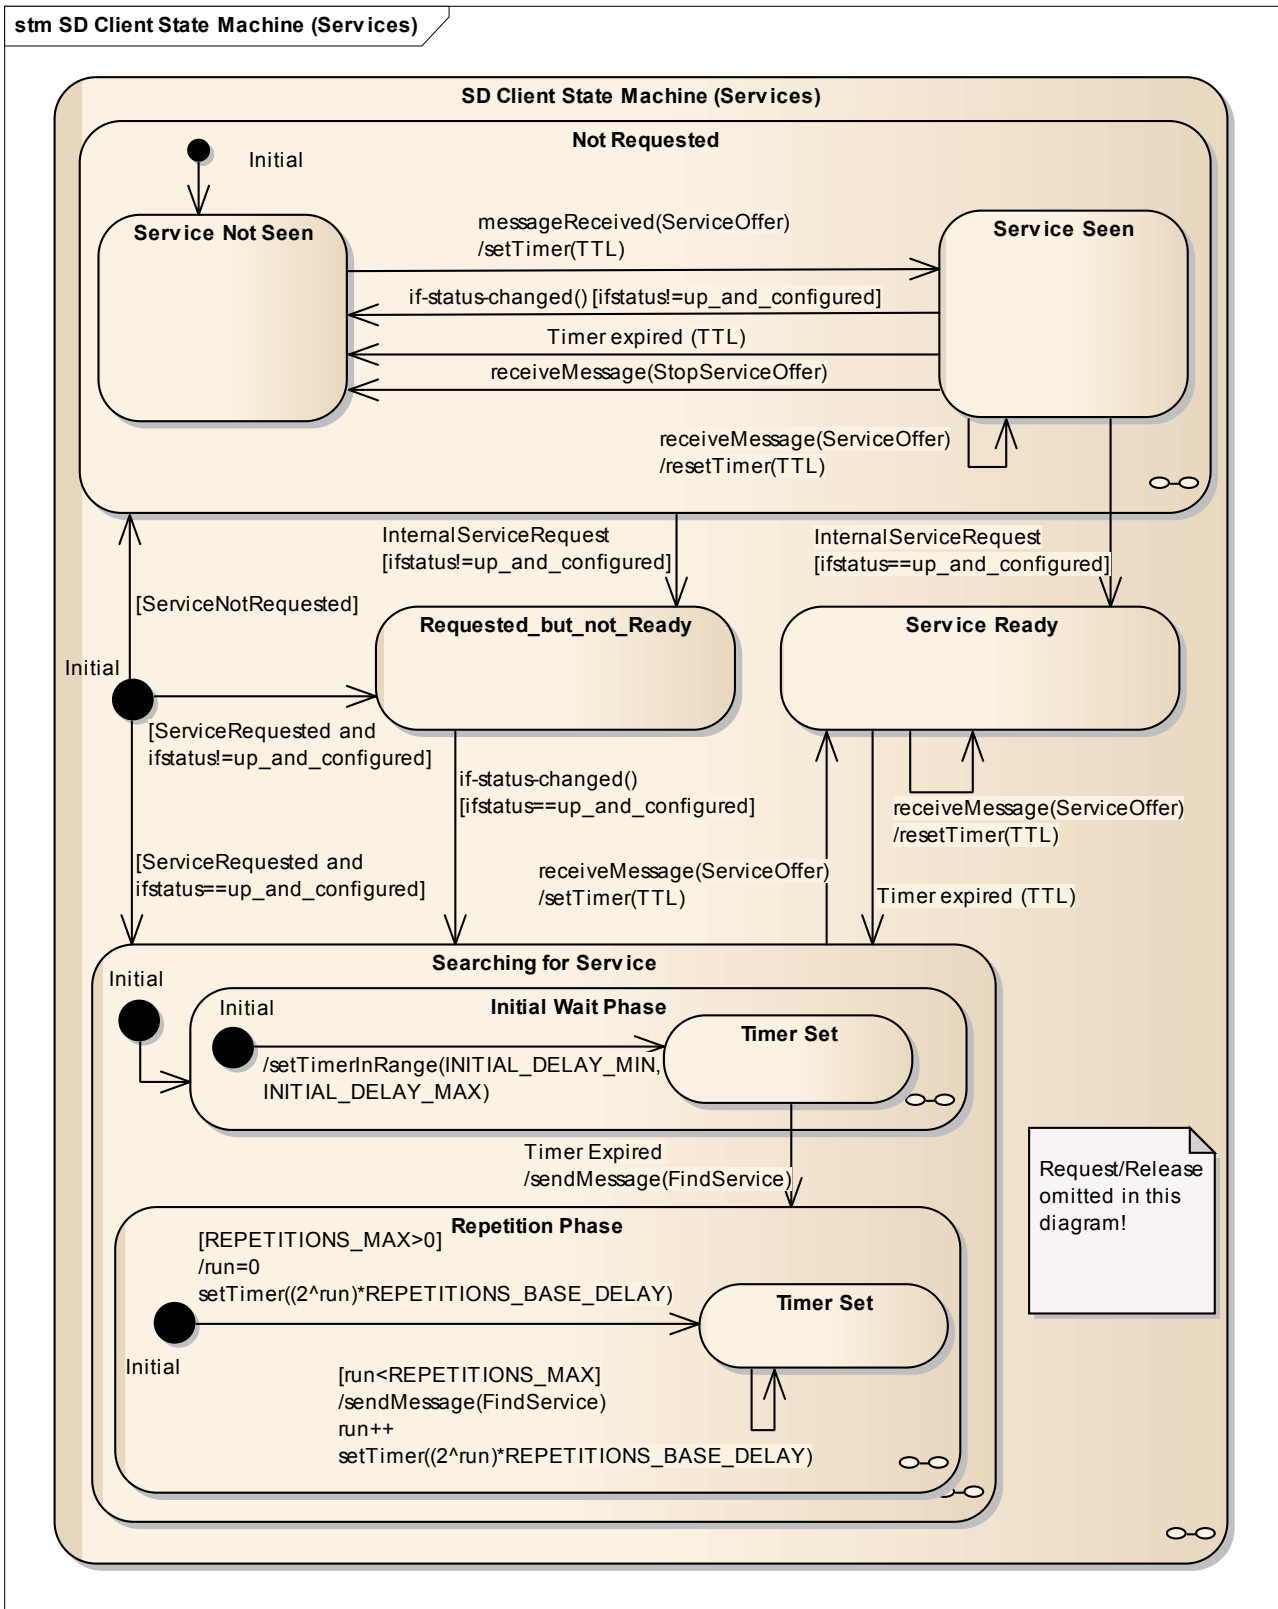 stm SD Client State Machine (Services)
SD Client State Machine (Services)
Not Requested
Initial
Service Not Seen
messageReceived(ServiceOffer)
/setTimer(TTL)
Service Seen
if-status-changed() [ifstatus!=up_and_configured]
Timer expired (TTL)
receiveMessage(StopServiceOffer)
receiveMessage(ServiceOffer)
/resetTimer(TTL)
InternalServiceRequest
[ifstatus!=up_and_configured]
InternalServiceRequest
[ifstatus==up_and_configured]
[ServiceNotRequested]
Requested_but_not_Ready
Service Ready
Initial
[ServiceRequested and
ifstatus!=up_and_configured]
if-status-changed()
[ifstatus==up_and_configured]
receiveMessage(ServiceOffer)
/resetTimer(TTL)
[ServiceRequested and
ifstatus==up_and_configured]
receiveMessage(ServiceOffer)
/setTimer(TTL)
Timer expired (TTL)
Searching for Service
Initial
Initial
Initial Wait Phase
Timer Set
/setTimerInRange(INITIAL_DELAY_MIN,
INITIAL_DELAY_MAX)
Timer Expired
/sendMessage(FindService)
Request/Release
omitted in this
diagram!
Repetition Phase
[REPETITIONS_MAX>0]
/run=0
setTimer((2^run)*REPETITIONS_BASE_DELAY)
Timer Set
Initial
[run<REPETITIONS_MAX]
/sendMessage(FindService)
run++
setTimer((2^run)*REPETITIONS_BASE_DELAY)